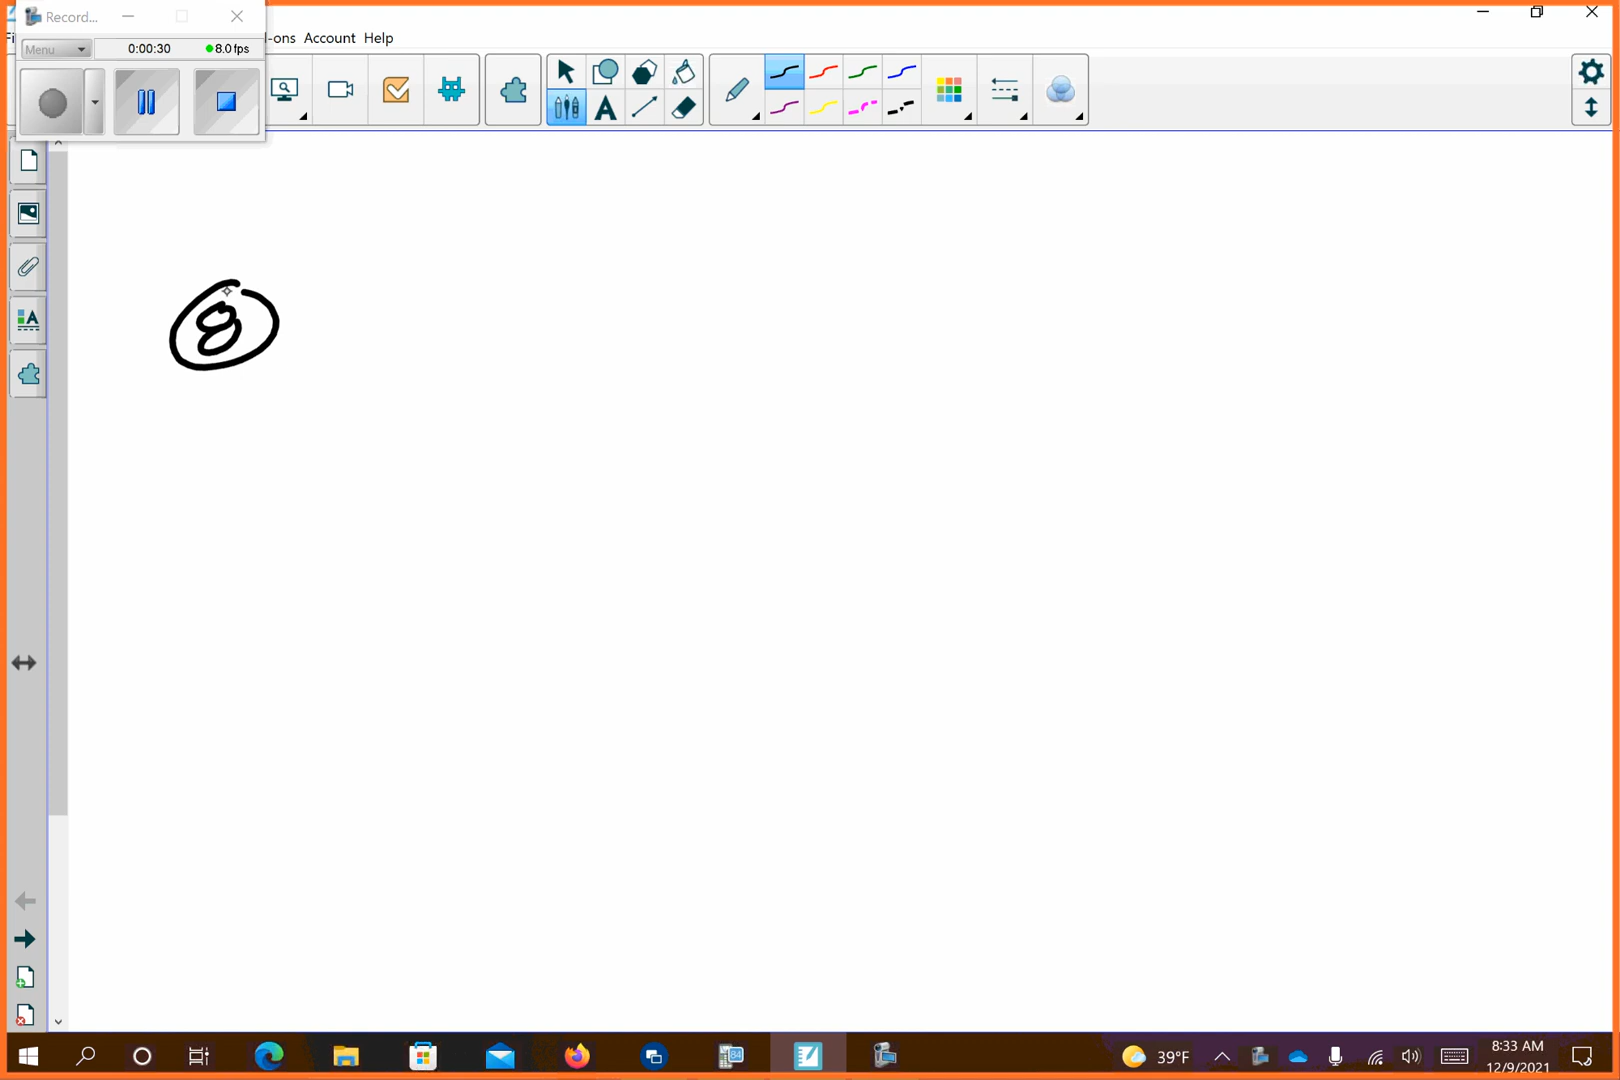 Record...
Menu 0:00:30 8.0 fps
-ons Account Help
A
A
8
84
39°F
8:33 AM
12/9/2021